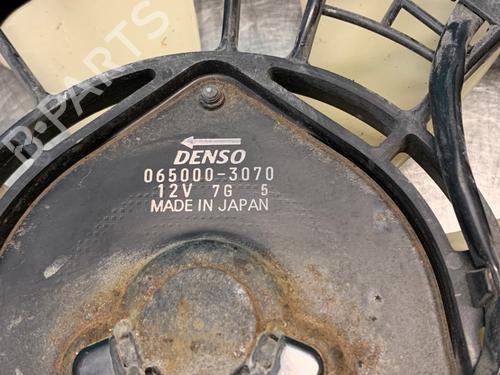 B-PARTS
DENSO
065000-3070
12V 7G 5
MADE IN JAPAN